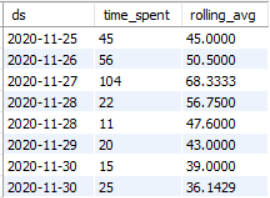 ds time_spent rolling_avg
2020-11-25 45 45.0000
2020-11-26 56 50.5000
2020-11-27 104 68.3333
2020-11-28 22 56.7500
2020-11-28 11 47.6000
2020-11-29 20 43.0000
2020-11-30 15 39.0000
2020-11-30 25 36.1429